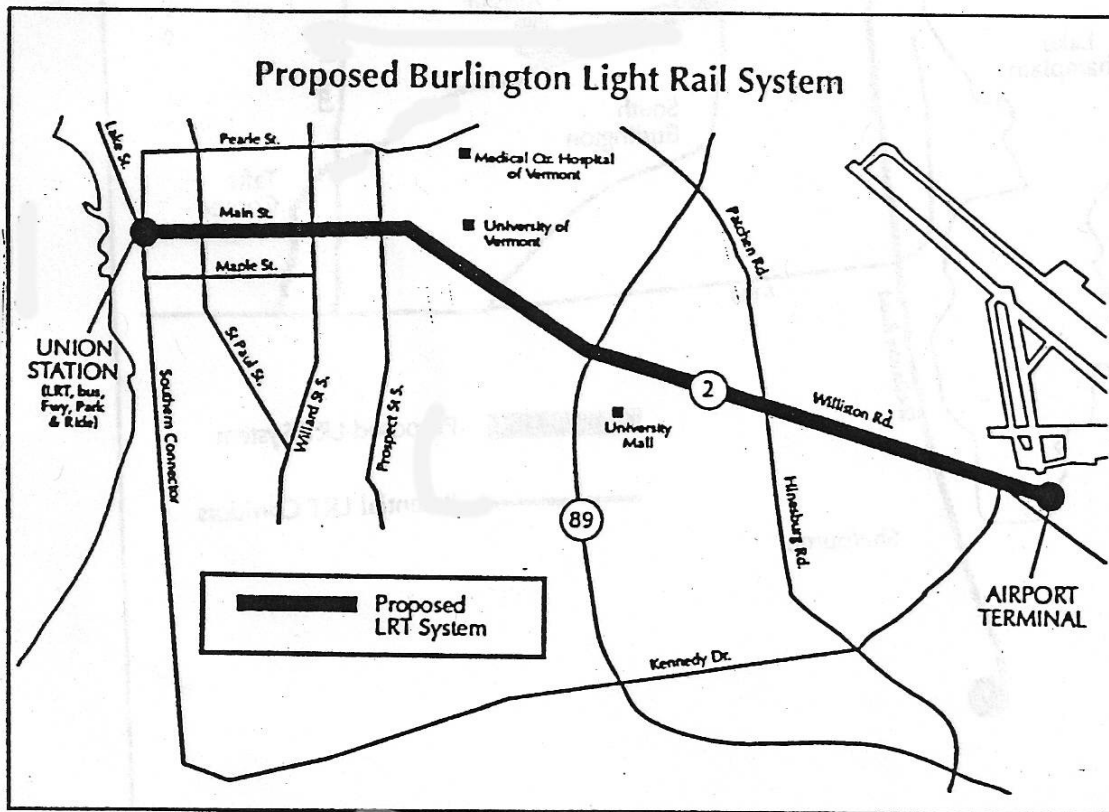 Proposed Burlington Light Rail System
Lake St.
Pearle St.
Medical Ctr. Hospital
of Vermont
Main St.
University of
Vermont
Patchen Rd.
Maple St.
UNION
STATION
(LRT, bus,
Fwy, Park
& Ride)
St Paul St.
Willard St S.
Prospect St S.
Southern Connector
2
Williston Rd.
University
Mall
89
Hinesburg Rd.
AIRPORT
TERMINAL
Proposed
LRT System
Kennedy Dr.